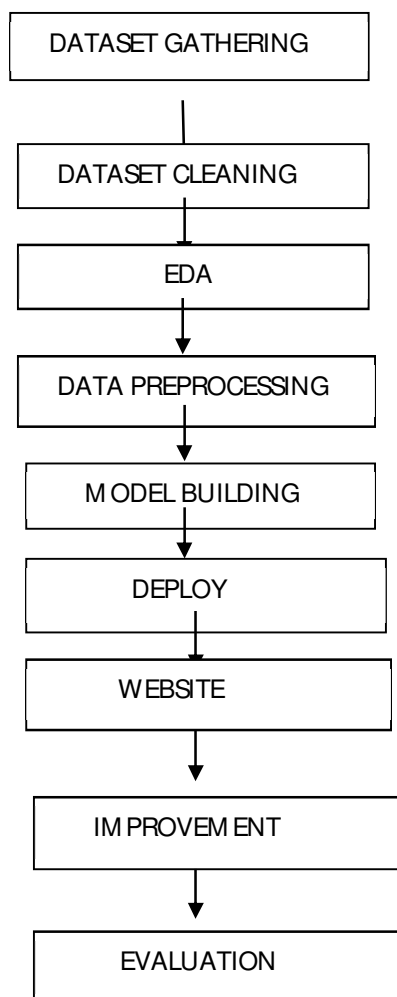 DATASET GATHERING
DATASET CLEANING
EDA
DATA PREPROCESSING
MODEL BUILDING
DEPLOY
WEBSITE
IMPROVEMENT
EVALUATION